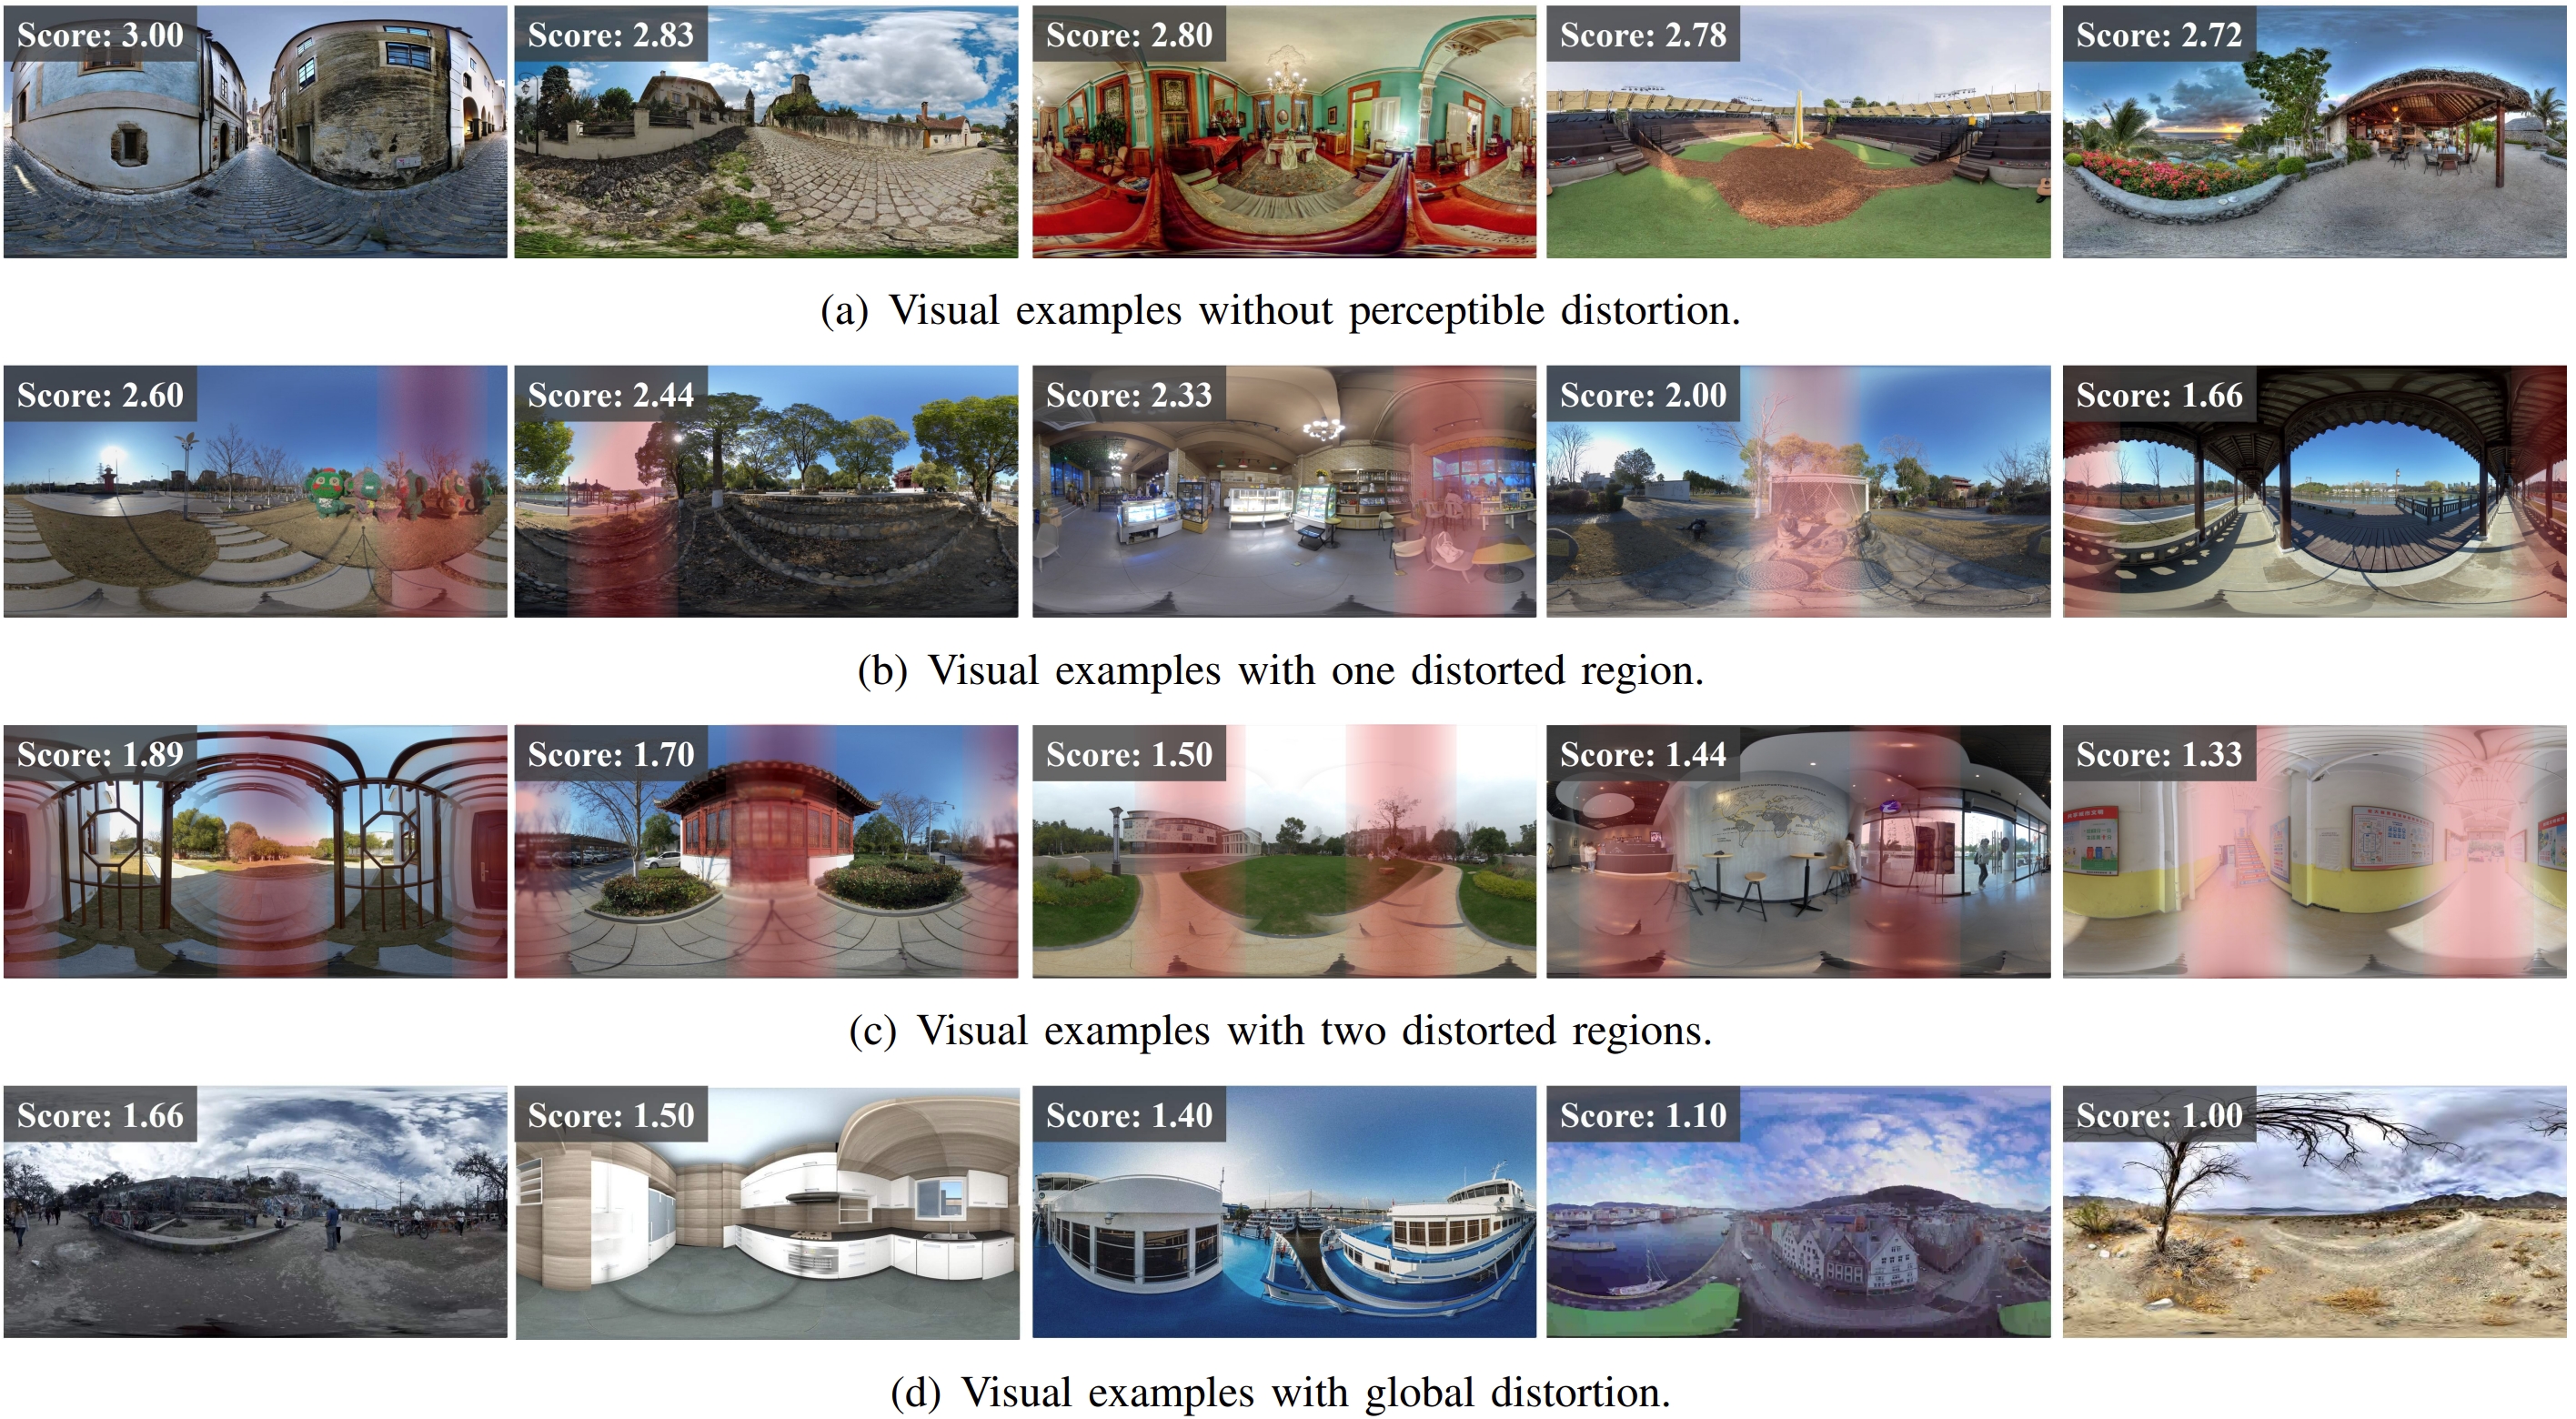 Score: 3.00
Score: 2.83
Score: 2.80
Score: 2.78
Score: 2.72
(a) Visual examples without perceptible distortion.
Score: 2.60
Score: 2.44
Score: 2.33
Score: 2.00
Score: 1.66
(b) Visual examples with one distorted region.
Score: 1.89
Score: 1.70
Score: 1.50
Score: 1.44
Score: 1.33
(c) Visual examples with two distorted regions.
Score: 1.66
Score: 1.50
Score: 1.40
Score: 1.10
Score: 1.00
(d) Visual examples with global distortion.